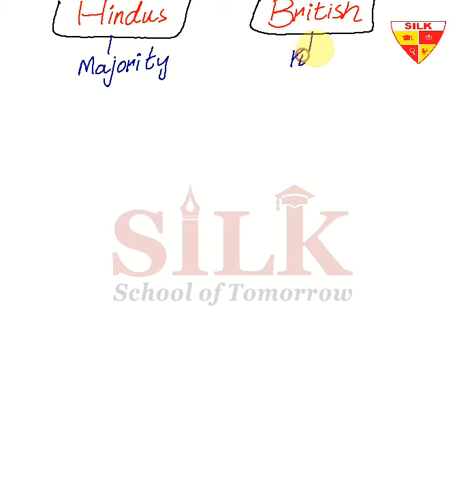 Hindus
British
SILK
Majority
SiLK
School of Tomorrow